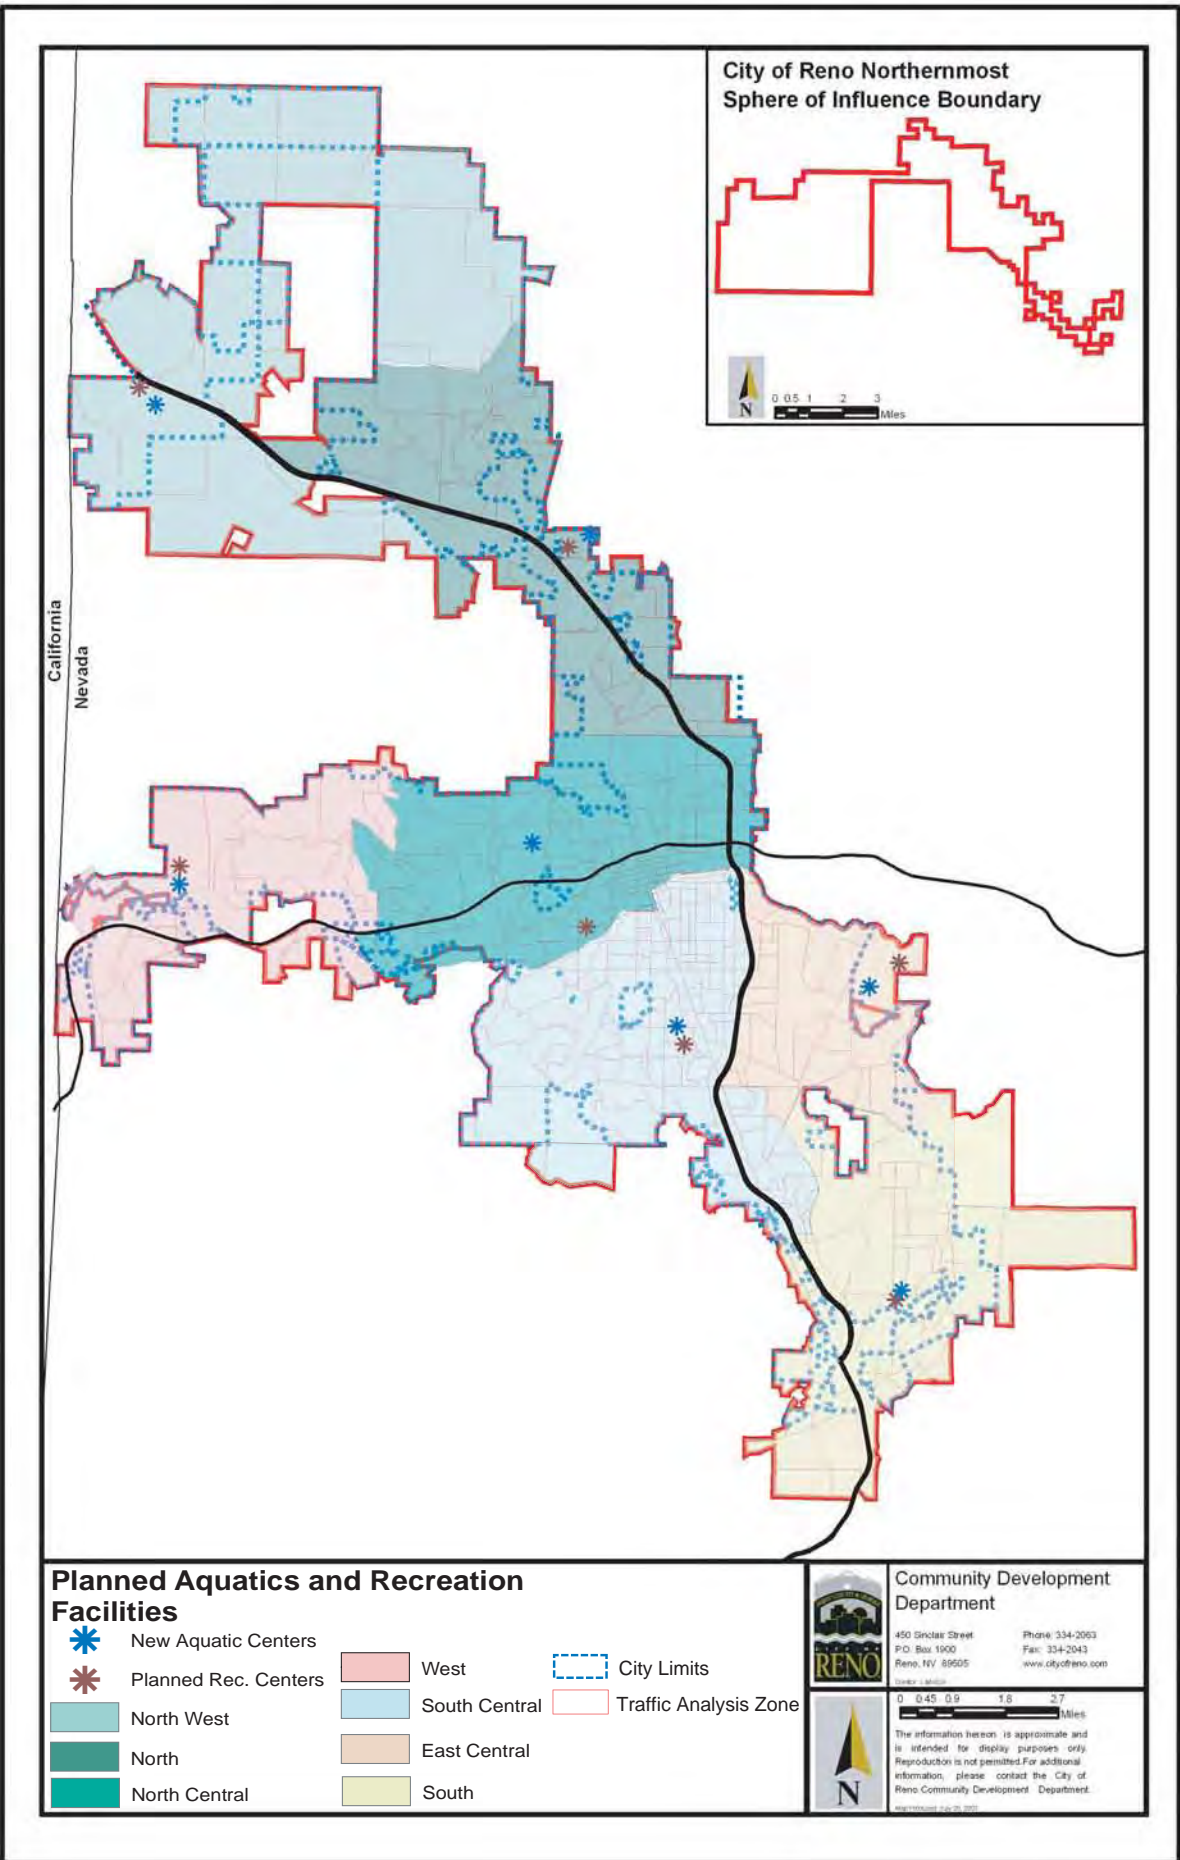 City of Reno Northernmost
Sphere of Influence Boundary
N
0 0.5 1 2 3
Miles
California
Nevada
Planned Aquatics and Recreation
Facilities
New Aquatic Centers
Planned Rec. Centers
North West
North
North Central
West
South Central
East Central
South
City Limits
Traffic Analysis Zone
RENO
Community Development
Department
450 Sinclair Street
P.O. Box 1900
Reno, NV 89505
Phone: 334-2063
Fax: 334-2043
www.cityofreno.com
N
0 0.45 0.9 1.8 2.7
Miles
The information hereon is approximate and
is intended for display purposes only.
Reproduction is not permitted. For additional
information, please contact the City of
Reno Community Development Department.